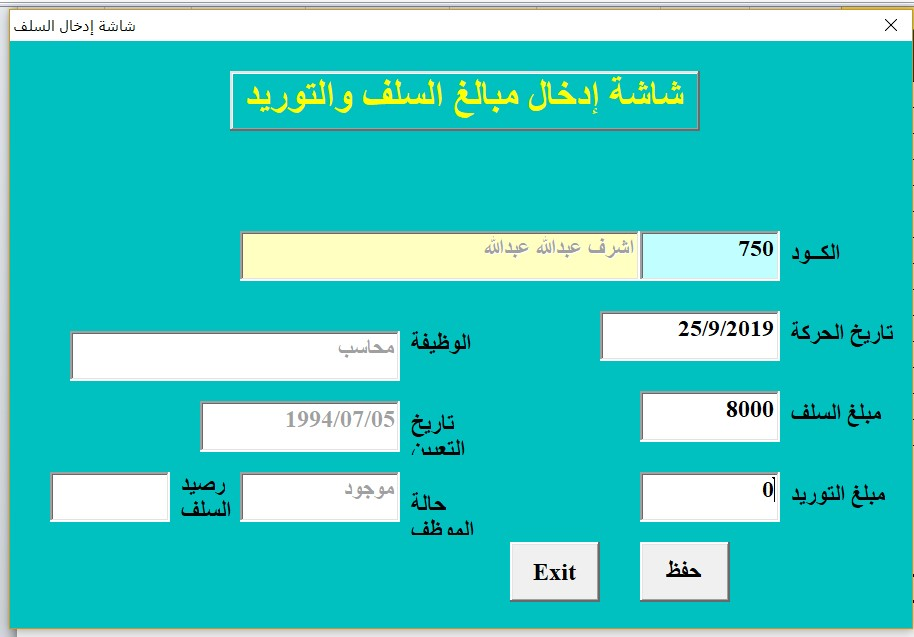 شاشة إدخال السلف
شاشة إدخال مبالغ السلف والتوريد
الكــود 750 اشرف عبدالله عبدالله
تاريخ الحركة 25/9/2019
الوظيفة محاسب
مبلغ السلف 8000
تاريخ
التعيين
1994/07/05
مبلغ التوريد 0
حالة
الموظف
موجود
رصيد
السلف
حفظ
Exit